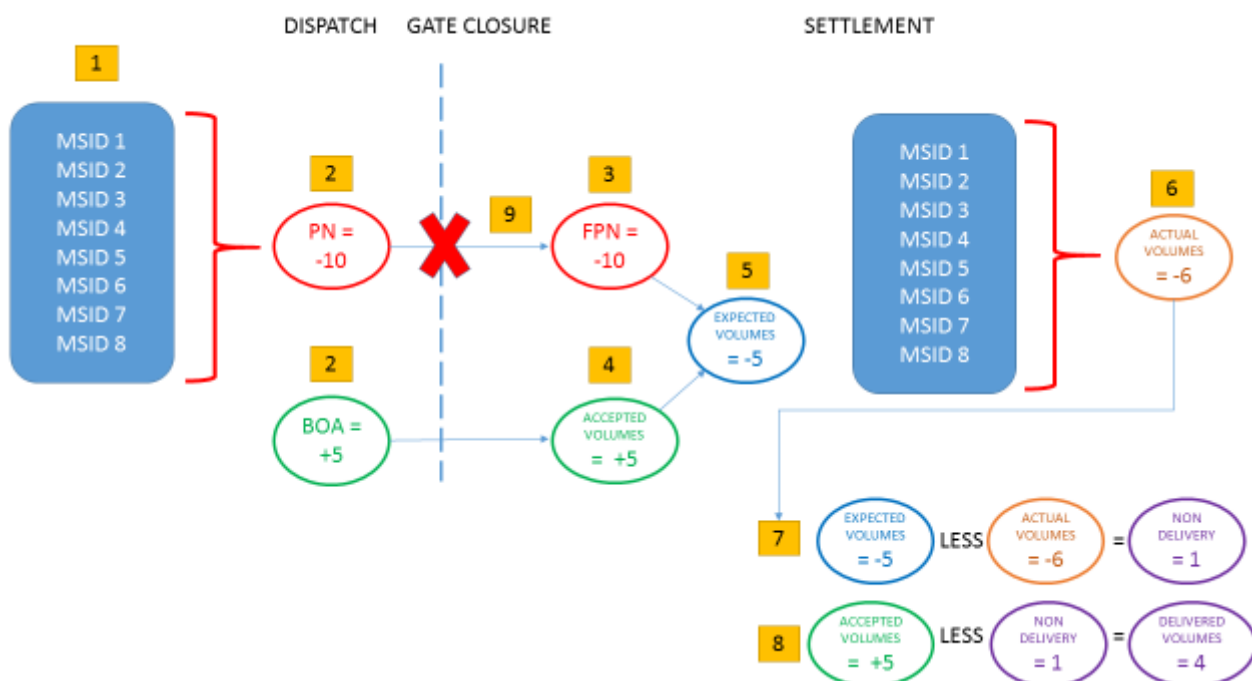 DISPATCH
GATE CLOSURE
SETTLEMENT
1
MSID 1
MSID 2
MSID 3
MSID 4
MSID 5
MSID 6
MSID 7
MSID 8
2
PN =
-10
9
3
FPN =
-10
2
BOA =
+5
4
ACCEPTED
VOLUMES
= +5
5
EXPECTED
VOLUMES
= -5
MSID 1
MSID 2
MSID 3
MSID 4
MSID 5
MSID 6
MSID 7
MSID 8
6
ACTUAL
VOLUMES
= -6
7
EXPECTED
VOLUMES
= -5
LESS
ACTUAL
VOLUMES
= -6
=
NON
DELIVERY
= 1
8
ACCEPTED
VOLUMES
= +5
LESS
NON
DELIVERY
= 1
=
DELIVERED
VOLUMES
= 4